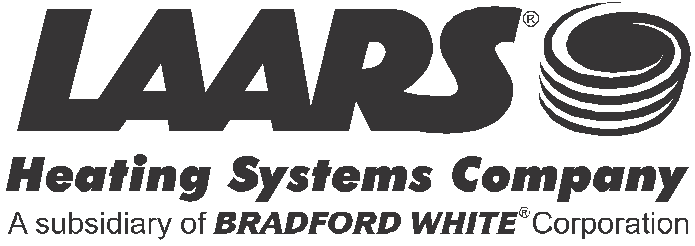 LAARS®
Heating Systems Company
A subsidiary of BRADFORD WHITE® Corporation